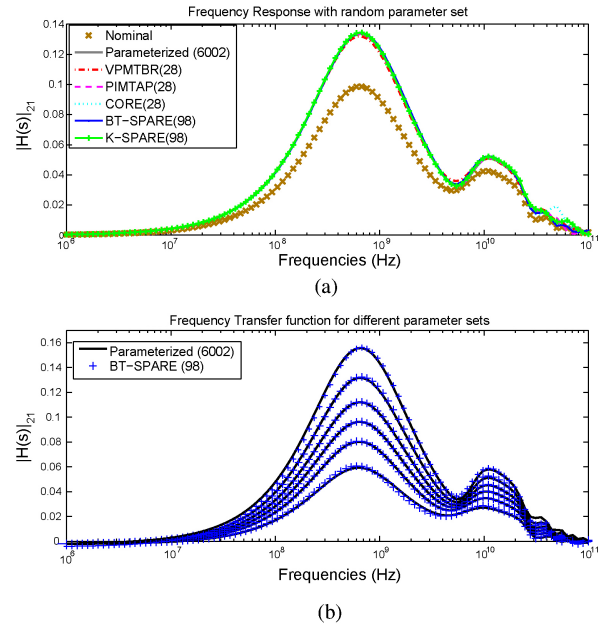 Frequency Response with random parameter set
0.14
0.12
0.1
0.08
0.06
0.04
0.02
0
|H(s)|21
Nominal
Parameterized (6002)
VPMTBR(28)
PIMTAP(28)
CORE(28)
BT-SPARE(98)
K-SPARE(98)
10^6 10^7 10^8 10^9 10^10 10^11
Frequencies (Hz)
(a)
Frequency Transfer function for different parameter sets
0.16
0.14
0.12
0.1
0.08
0.06
0.04
0.02
0
|H(s)|21
Parameterized (6002)
BT-SPARE (98)
10^6 10^7 10^8 10^9 10^10 10^11
Frequencies (Hz)
(b)